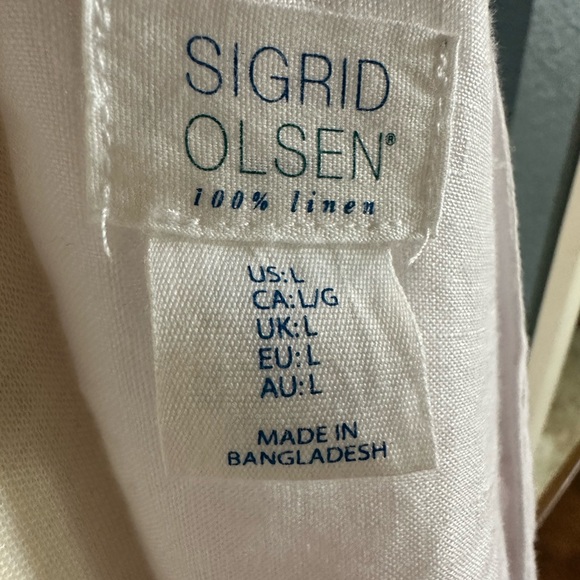 SIGRID
OLSEN®
100% linen
US: L
CA: L/G
UK: L
EU: L
AU: L
MADE IN
BANGLADESH